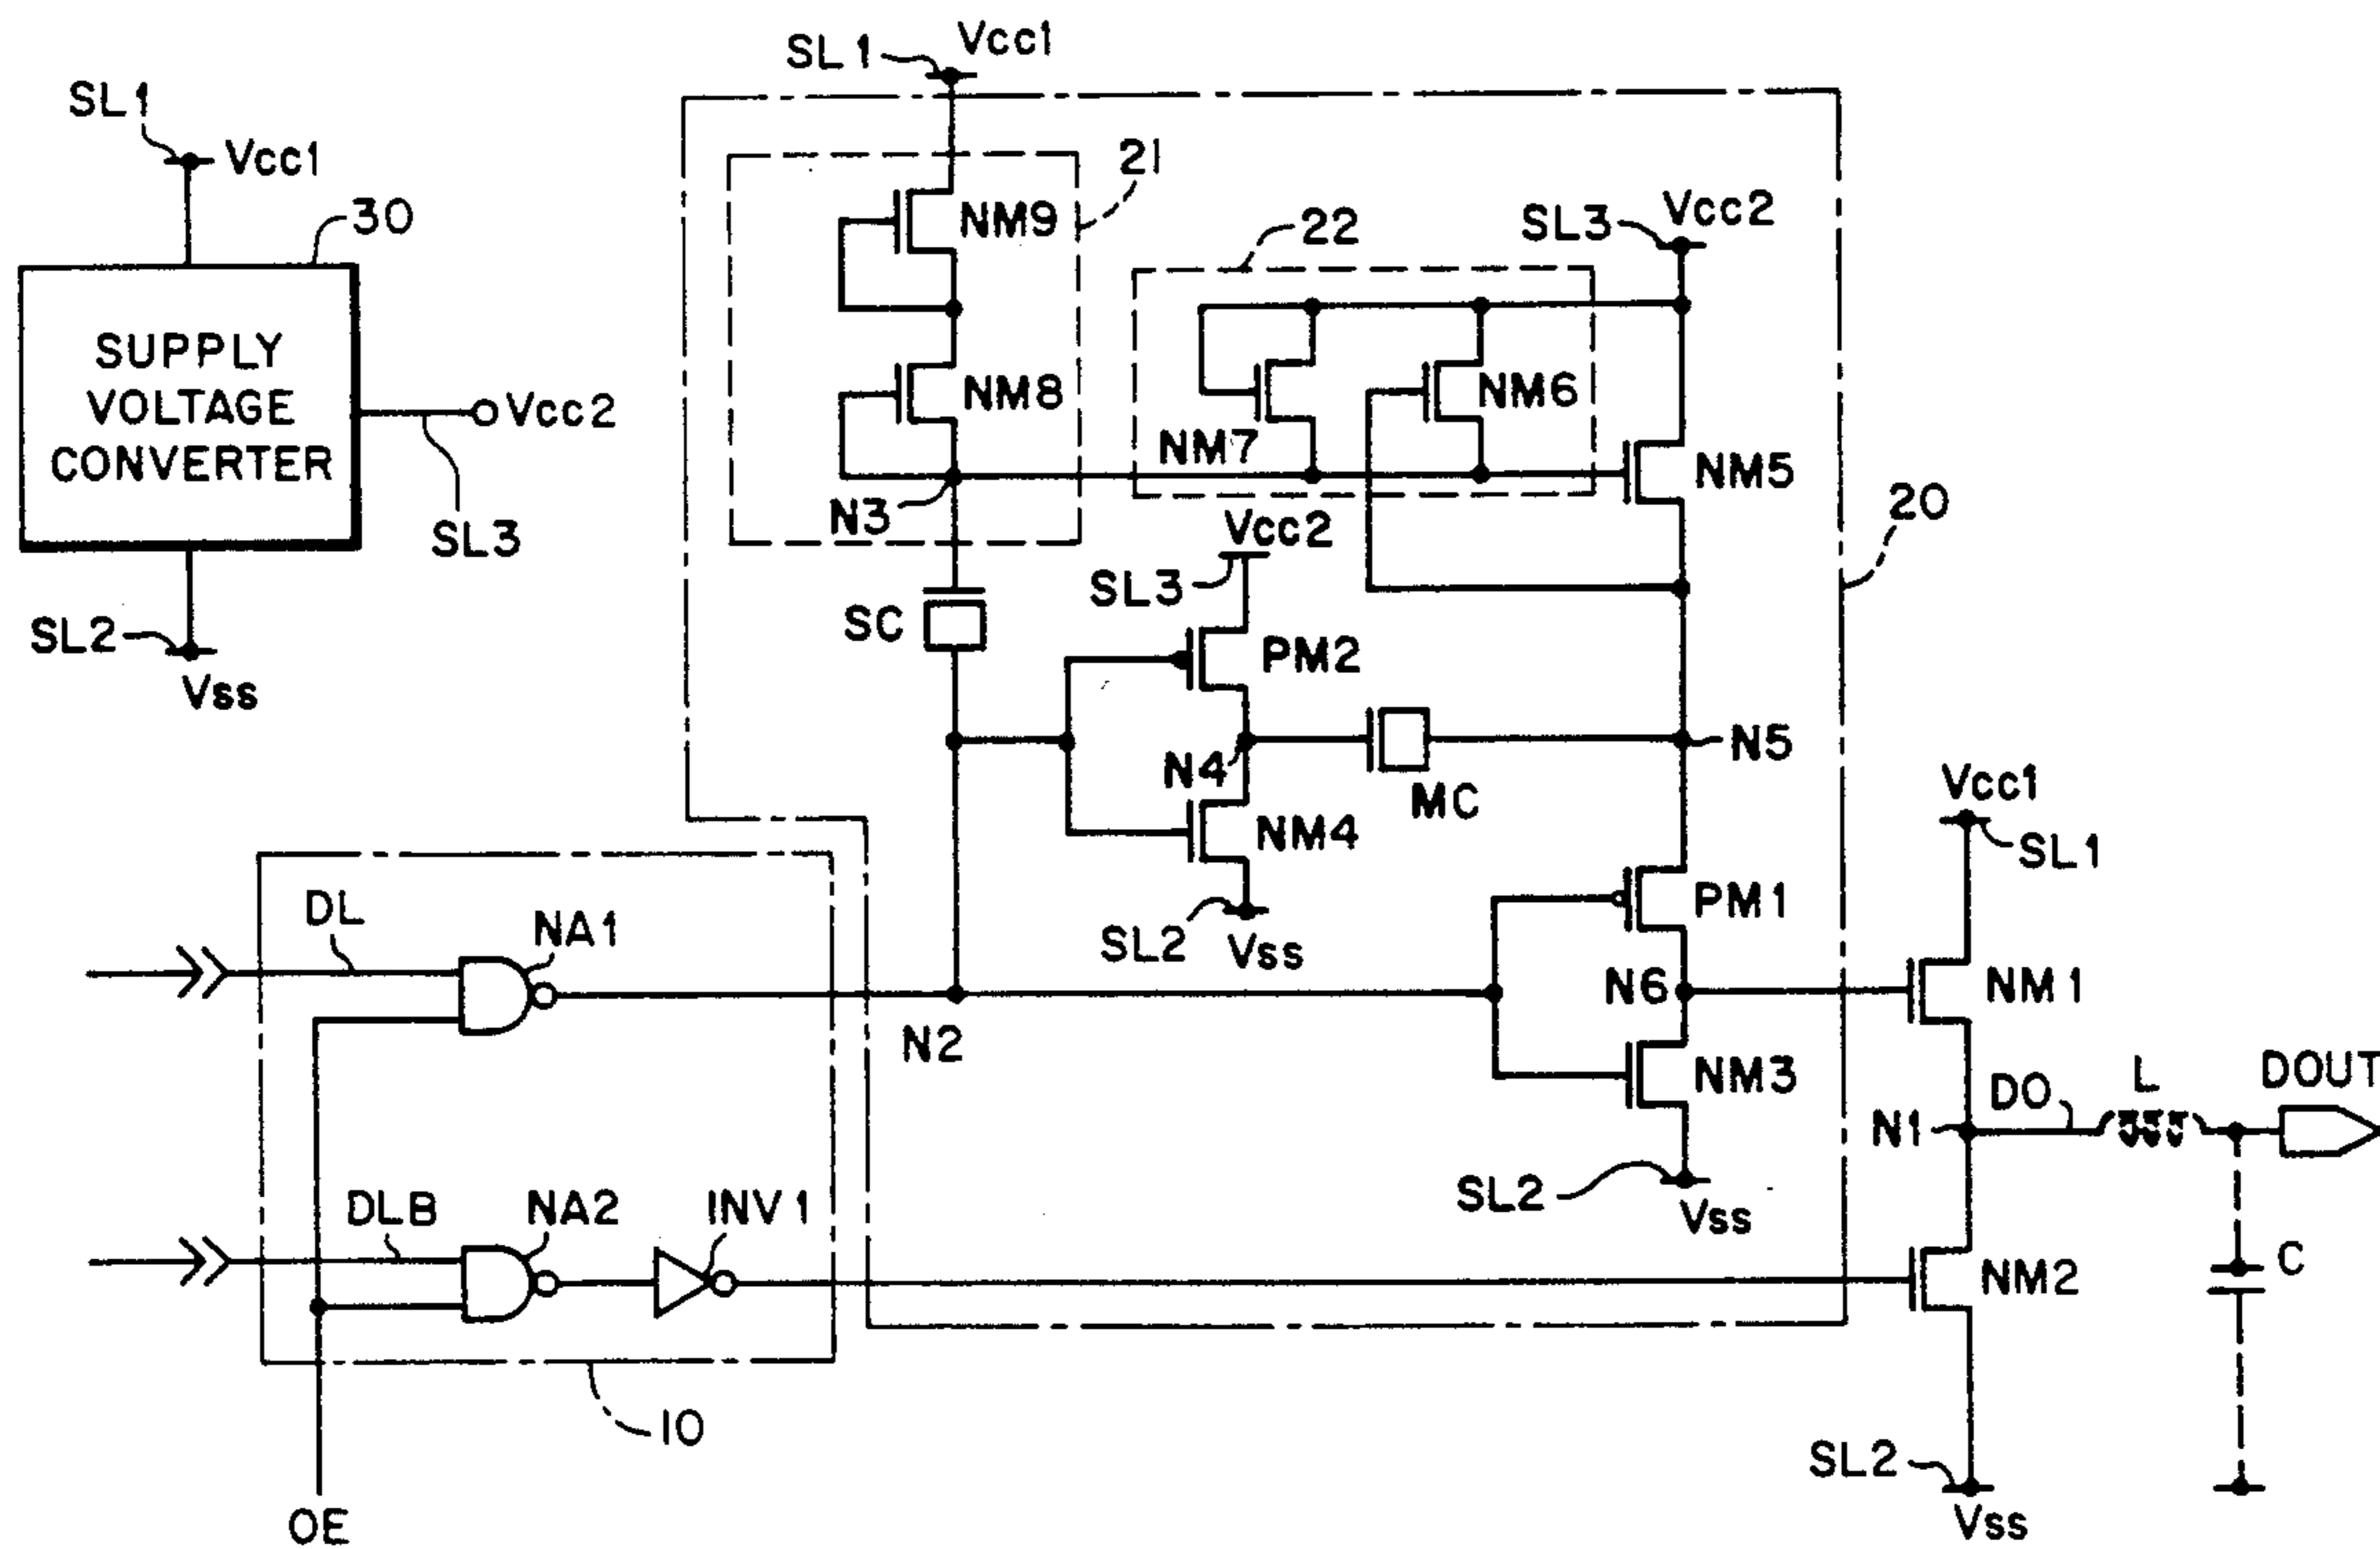 SL1
Vcc1
30
SUPPLY
VOLTAGE
CONVERTER
Vcc2
SL3
SL2
Vss
SL1
Vcc1
21
NM9
NM8
N3
22
SL3
Vcc2
NM7
NM6
NM5
20
SC
Vcc2
SL3
PM2
N4
MC
N5
NM4
SL2
Vss
PM1
N6
NM3
SL2
Vss
DL
NA1
N2
DLB
NA2
INV1
10
OE
Vcc1
SL1
NM1
N1
DO
L
DOUT
C
NM2
SL2
Vss